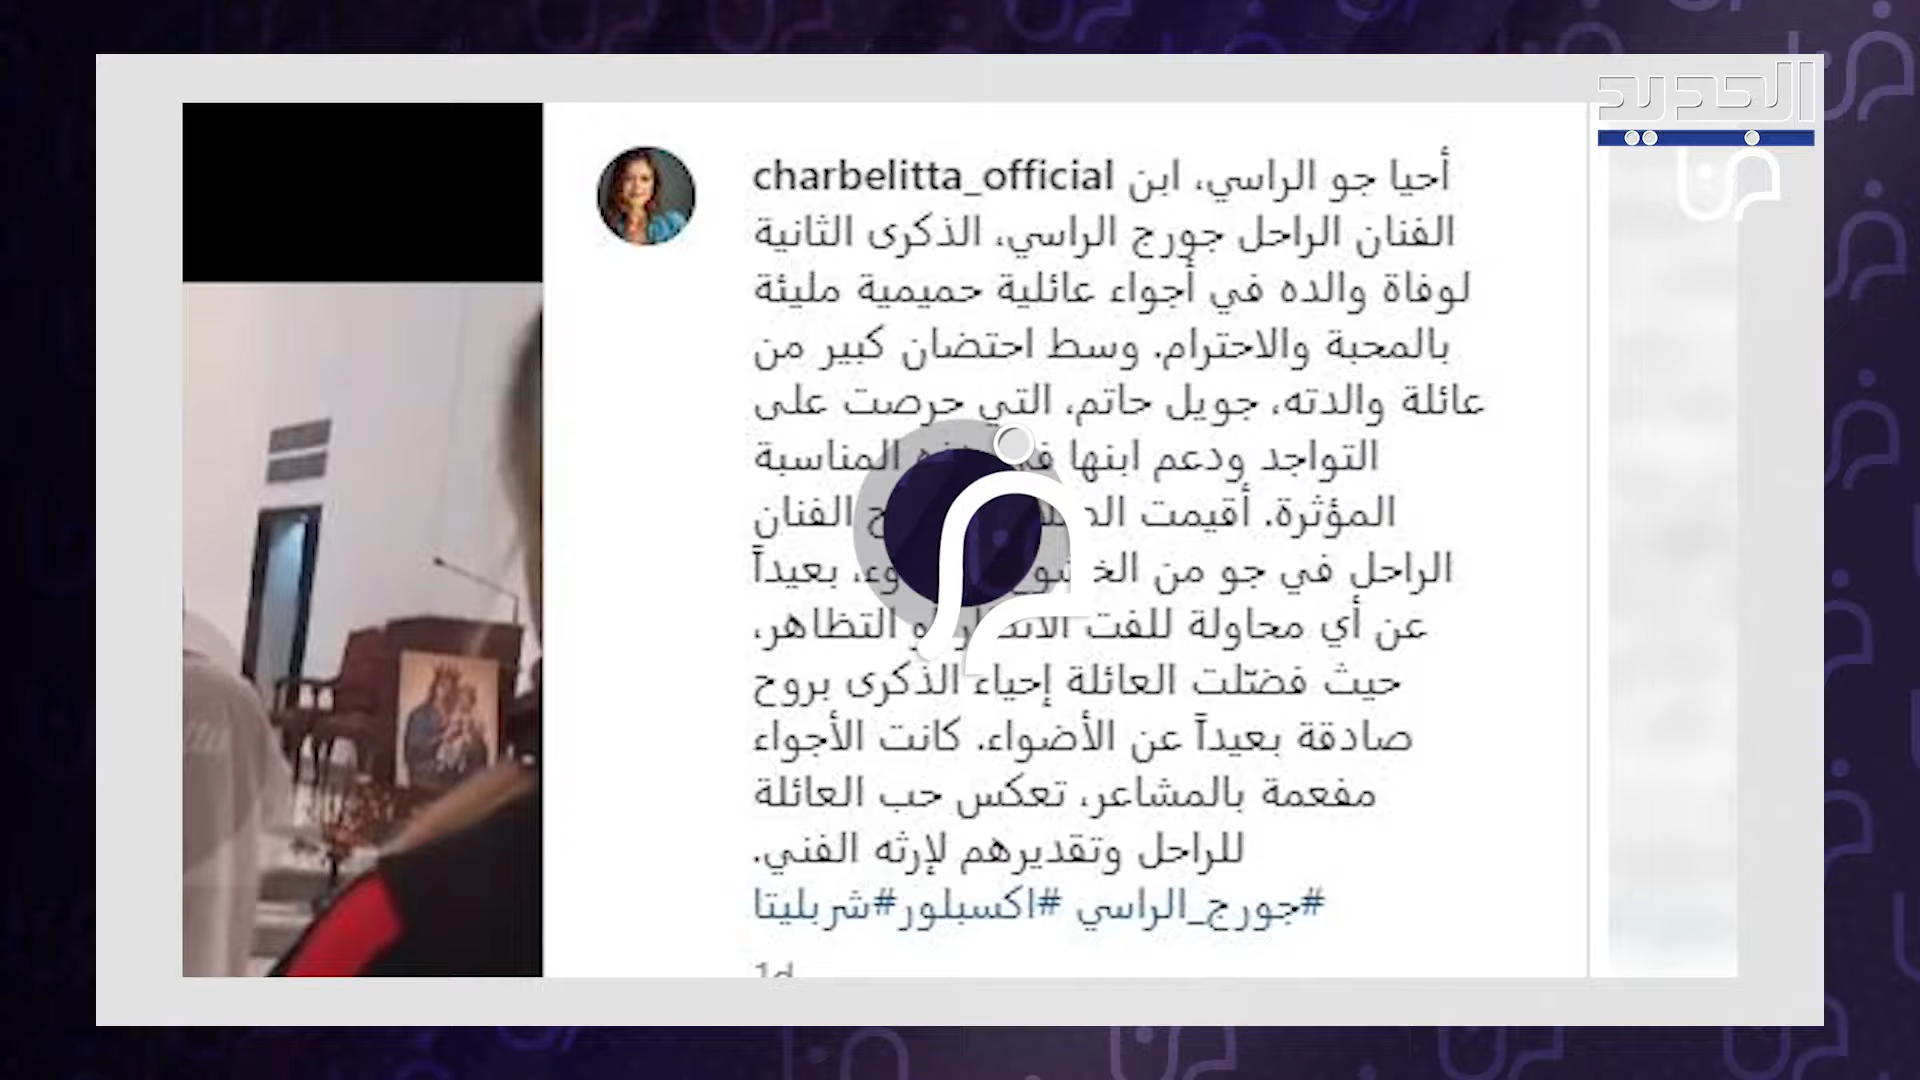 الجديد
charbelitta_official أحيا جو الراسي، ابن
الفنان الراحل جورج الراسي، الذكرى الثانية
لوفاة والده في أجواء عائلية حميمية مليئة
بالمحبة والاحترام. وسط احتضان كبير من
عائلة والدته، جويل حاتم، التي حرصت على
التواجد ودعم ابنها المناسبة
المؤثرة. أقيمت الفنان
الراحل في جو من بعيداً
عن أي محاولة للفت التظاهر،
حيث فضّلت العائلة إحياء الذكرى بروح
صادقة بعيداً عن الأضواء. كانت الأجواء
مفعمة بالمشاعر، تعكس حب العائلة
للراحل وتقديرهم لإرثه الفني.
#جورج_الراسي #اكسبلور#شربليتا
1d